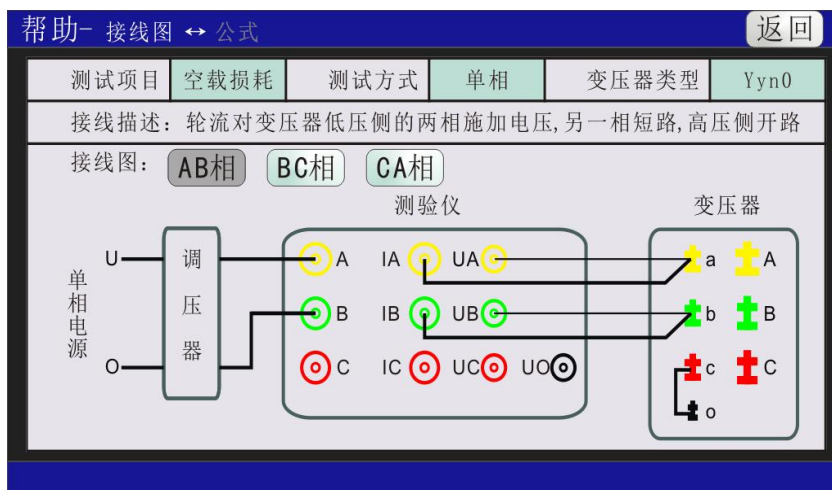 帮助- 接线图 ↔ 公式 返回
测试项目 空载损耗 测试方式 单相 变压器类型 Yyn0
接线描述：轮流对变压器低压侧的两相施加电压，另一相短路，高压侧开路
接线图： AB相 BC相 CA相
测验仪 变压器
单相电源
U
O
调压器
A IA UA
B IB UB
C IC UC UO
a A
b B
c C
o